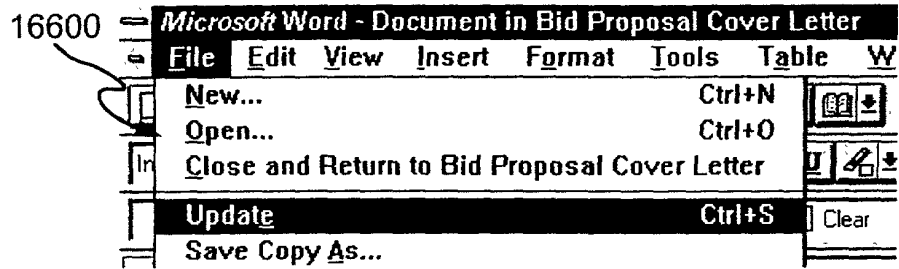 16600
Microsoft Word - Document in Bid Proposal Cover Letter
File Edit View Insert Format Tools Table W
New... Ctrl+N
Open... Ctrl+O
In Close and Return to Bid Proposal Cover Letter U
Update Ctrl+S Clear
Save Copy As...